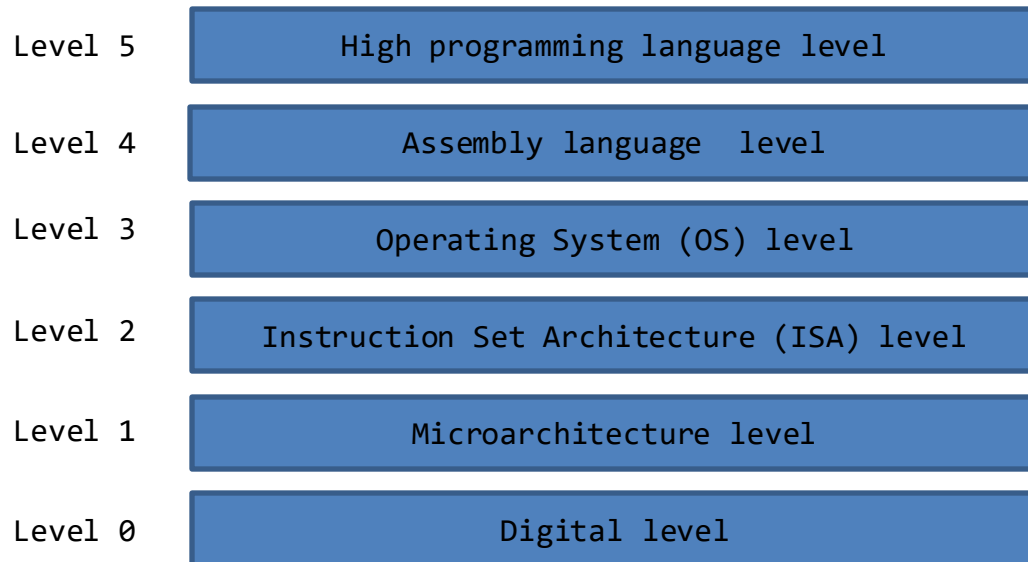 Level 5 High programming language level
Level 4 Assembly language level
Level 3 Operating System (OS) level
Level 2 Instruction Set Architecture (ISA) level
Level 1 Microarchitecture level
Level 0 Digital level